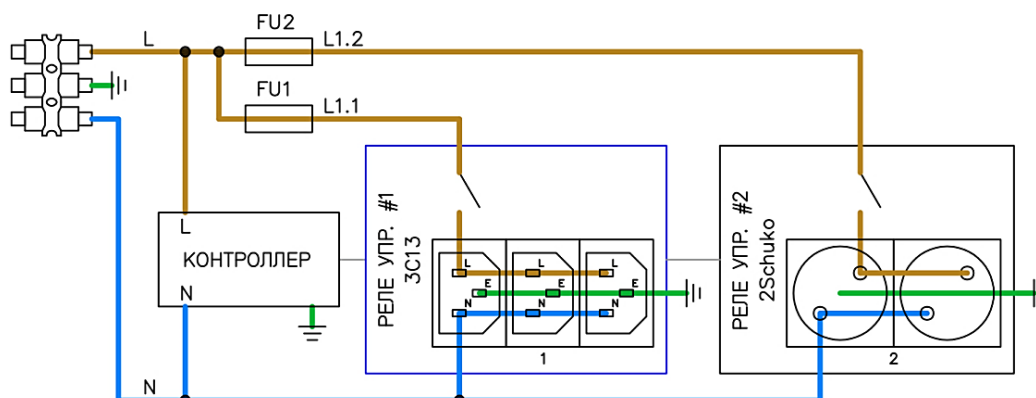 L
FU2
L1.2
FU1
L1.1
L
КОНТРОЛЛЕР
N
РЕЛЕ УПР. #1
3C13
L
L
L
E
E
E
N
N
N
1
РЕЛЕ УПР. #2
2Schuko
2
N